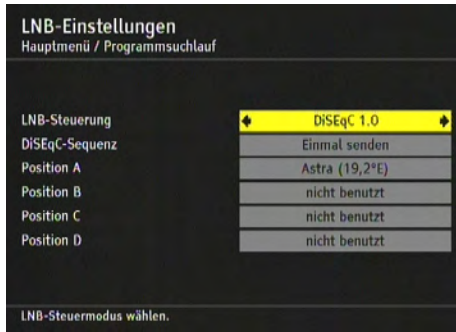 LNB-Einstellungen
Hauptmenü / Programmsuchlauf
LNB-Steuerung DiSEqC 1.0
DiSEqC-Sequenz Einmal senden
Position A Astra (19,2°E)
Position B nicht benutzt
Position C nicht benutzt
Position D nicht benutzt
LNB-Steuermodus wählen.